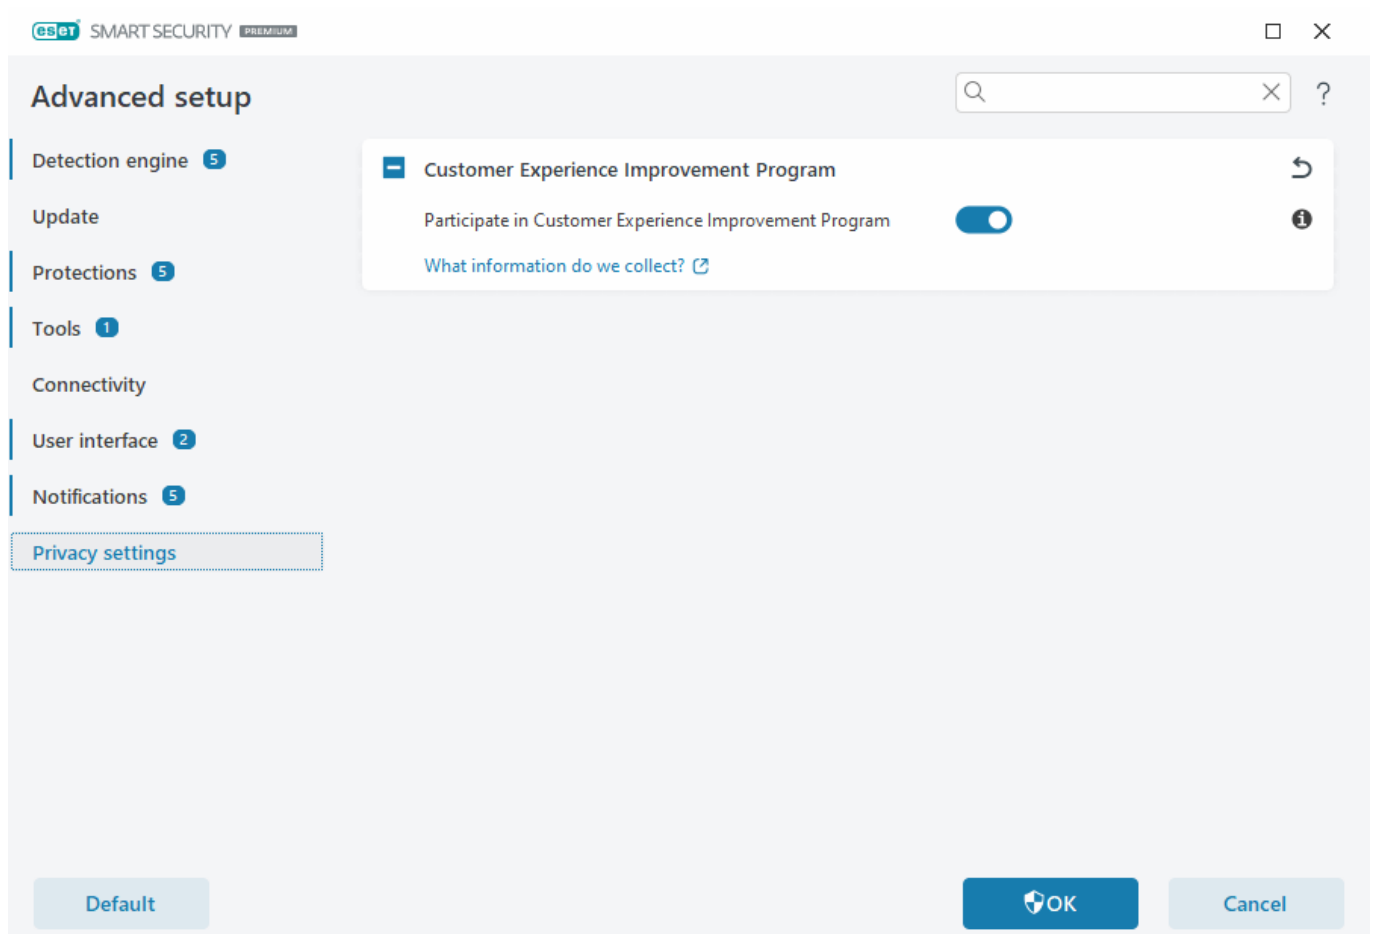 eset SMART SECURITY PREMIUM
Advanced setup
?
Detection engine 5
Update
Protections 5
Tools 1
Connectivity
User interface 2
Notifications 5
Privacy settings
Customer Experience Improvement Program
Participate in Customer Experience Improvement Program
What information do we collect?
Default
OK
Cancel